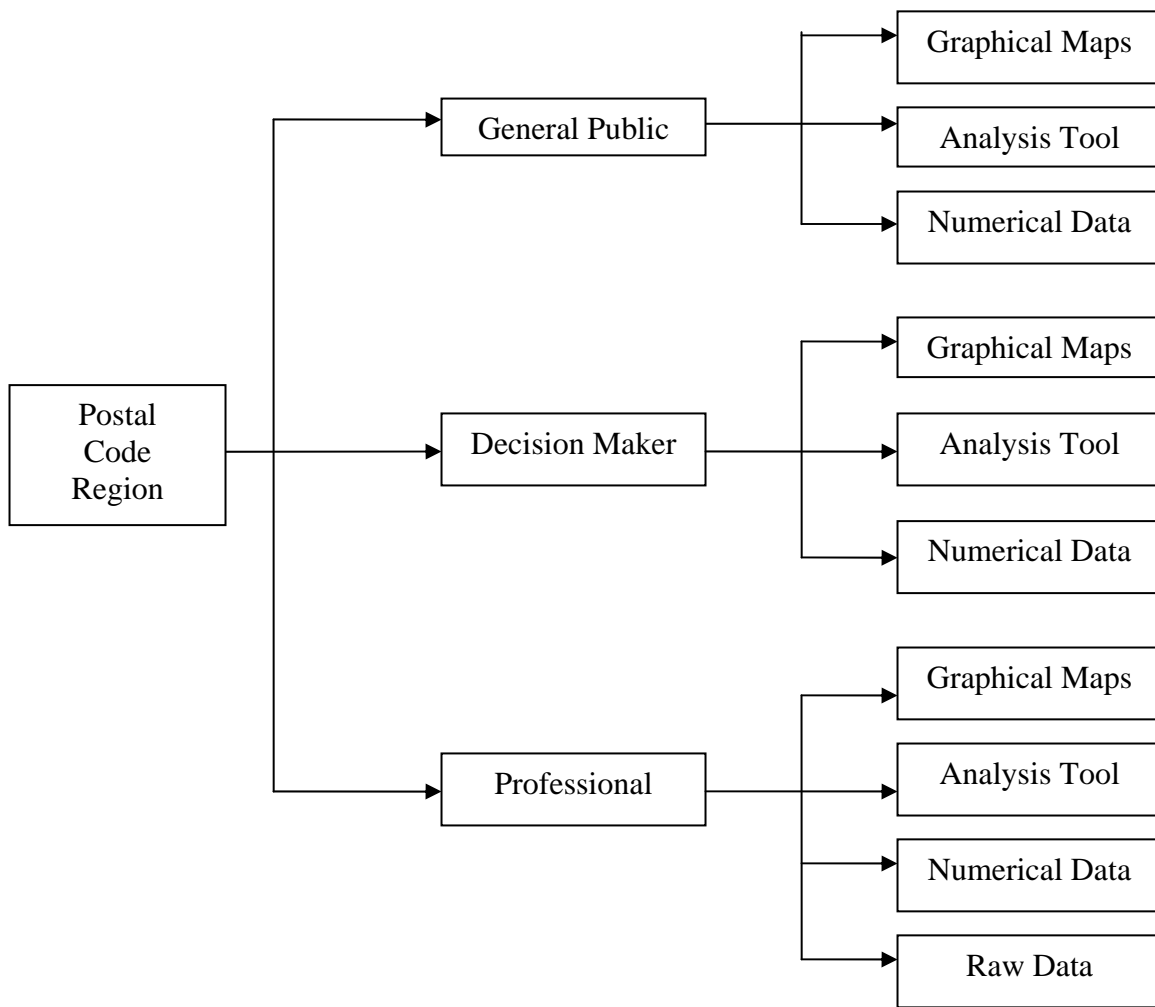 Postal
Code
Region
General Public
Graphical Maps
Analysis Tool
Numerical Data
Decision Maker
Graphical Maps
Analysis Tool
Numerical Data
Professional
Graphical Maps
Analysis Tool
Numerical Data
Raw Data